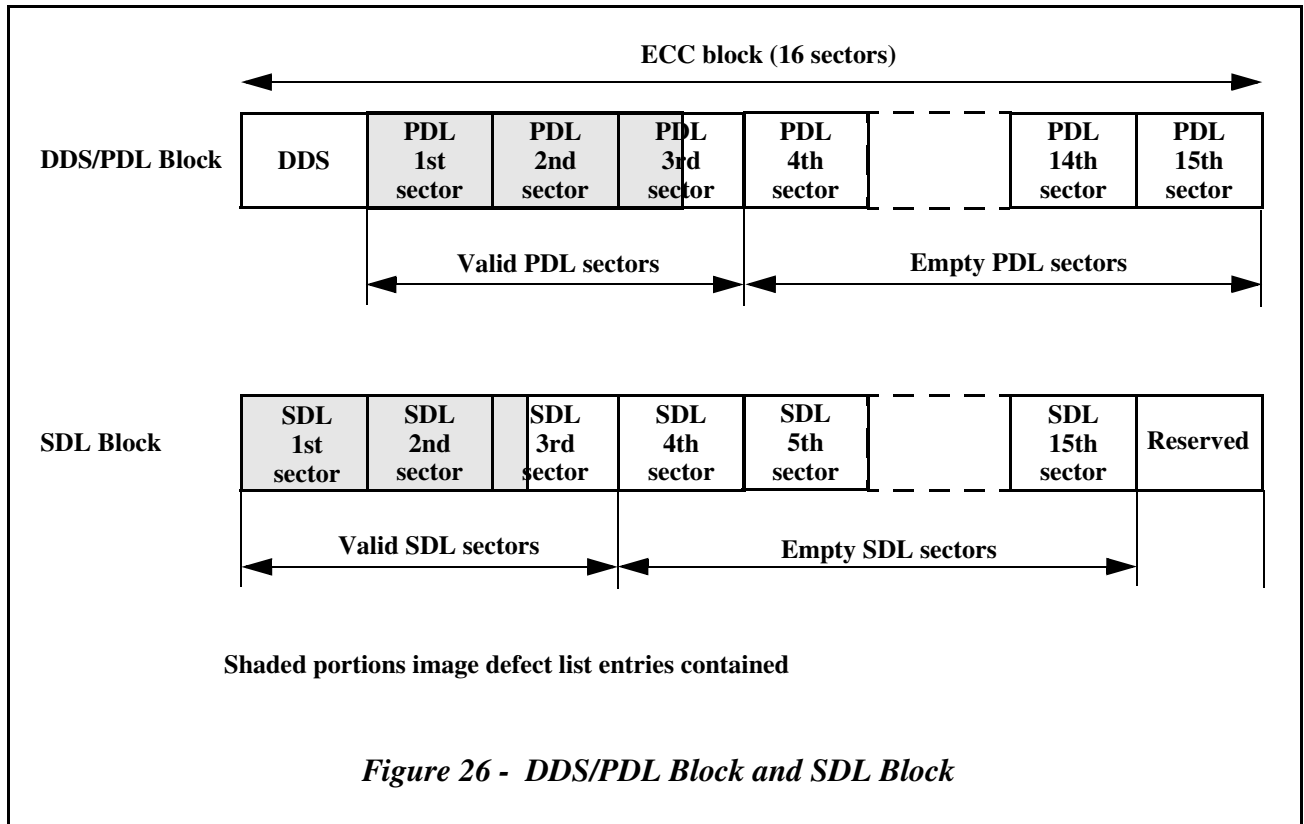 ECC block (16 sectors)
DDS/PDL Block
DDS
PDL
1st
sector
PDL
2nd
sector
PDL
3rd
sector
PDL
4th
sector
PDL
14th
sector
PDL
15th
sector
Valid PDL sectors
Empty PDL sectors
SDL Block
SDL
1st
sector
SDL
2nd
sector
SDL
3rd
sector
SDL
4th
sector
SDL
5th
sector
SDL
15th
sector
Reserved
Valid SDL sectors
Empty SDL sectors
Shaded portions image defect list entries contained
Figure 26 - DDS/PDL Block and SDL Block